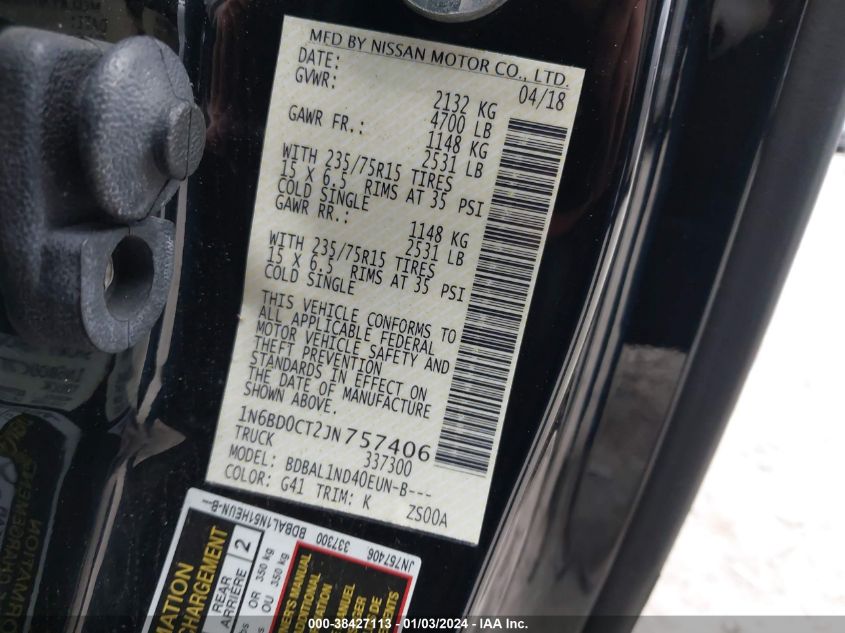 MFD BY NISSAN MOTOR CO., LTD.
DATE: 04/18
GVWR: 2132 KG
4700 LB
GAWR FR.: 1148 KG
2531 LB
WITH 235/75R15 TIRES
15 X 6.5 RIMS AT 35 PSI
COLD SINGLE
GAWR RR.: 1148 KG
2531 LB
WITH 235/75R15 TIRES
15 X 6.5 RIMS AT 35 PSI
COLD SINGLE
THIS VEHICLE CONFORMS TO
ALL APPLICABLE FEDERAL
MOTOR VEHICLE SAFETY AND
THEFT PREVENTION
STANDARDS IN EFFECT ON
THE DATE OF MANUFACTURE
SHOWN ABOVE.
1N6BD0CT2JN757406
TRUCK 337300
MODEL: BDBAL1ND40EUN-B---
COLOR: G41 TRIM: K ZS00A
JN757406 337300 BDBAL1N51HEUN-B---
CHARGEMENT
REAR
ARRIÈRE 2
OR 350 kg
OU 350 kg
000-38427113 - 01/03/2024 - IAA Inc.